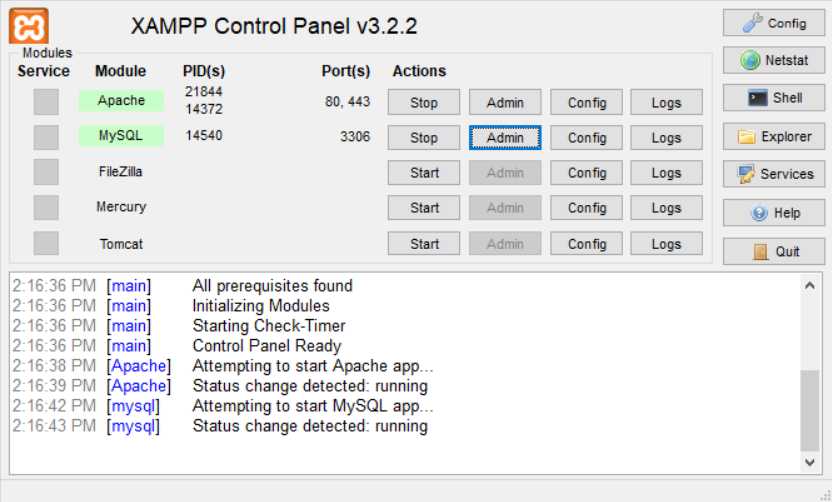 XAMPP Control Panel v3.2.2
Modules
Service Module PID(s) Port(s) Actions
Apache 21844 14372 80, 443 Stop Admin Config Logs
MySQL 14540 3306 Stop Admin Config Logs
FileZilla Start Admin Config Logs
Mercury Start Admin Config Logs
Tomcat Start Admin Config Logs
Config
Netstat
Shell
Explorer
Services
Help
Quit
2:16:36 PM [main] All prerequisites found
2:16:36 PM [main] Initializing Modules
2:16:36 PM [main] Starting Check-Timer
2:16:36 PM [main] Control Panel Ready
2:16:38 PM [Apache] Attempting to start Apache app...
2:16:39 PM [Apache] Status change detected: running
2:16:42 PM [mysql] Attempting to start MySQL app...
2:16:43 PM [mysql] Status change detected: running